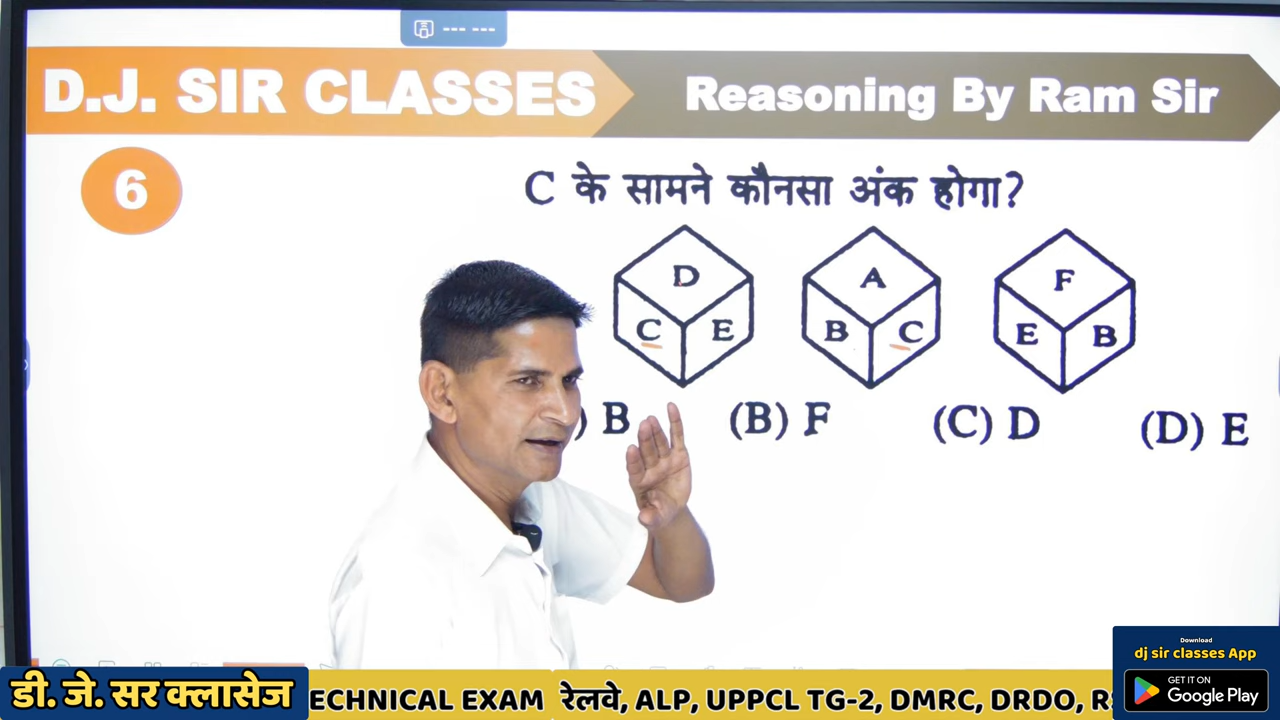 D.J. SIR CLASSES
Reasoning By Ram Sir
6
C के सामने कौनसा अंक होगा?
D
C E
A
B C
F
E B
) B (B) F (C) D (D) E
Download
dj sir classes App
GET IT ON
Google Play
डी. जे. सर क्लासेज
ECHNICAL EXAM रेलवे, ALP, UPPCL TG-2, DMRC, DRDO,